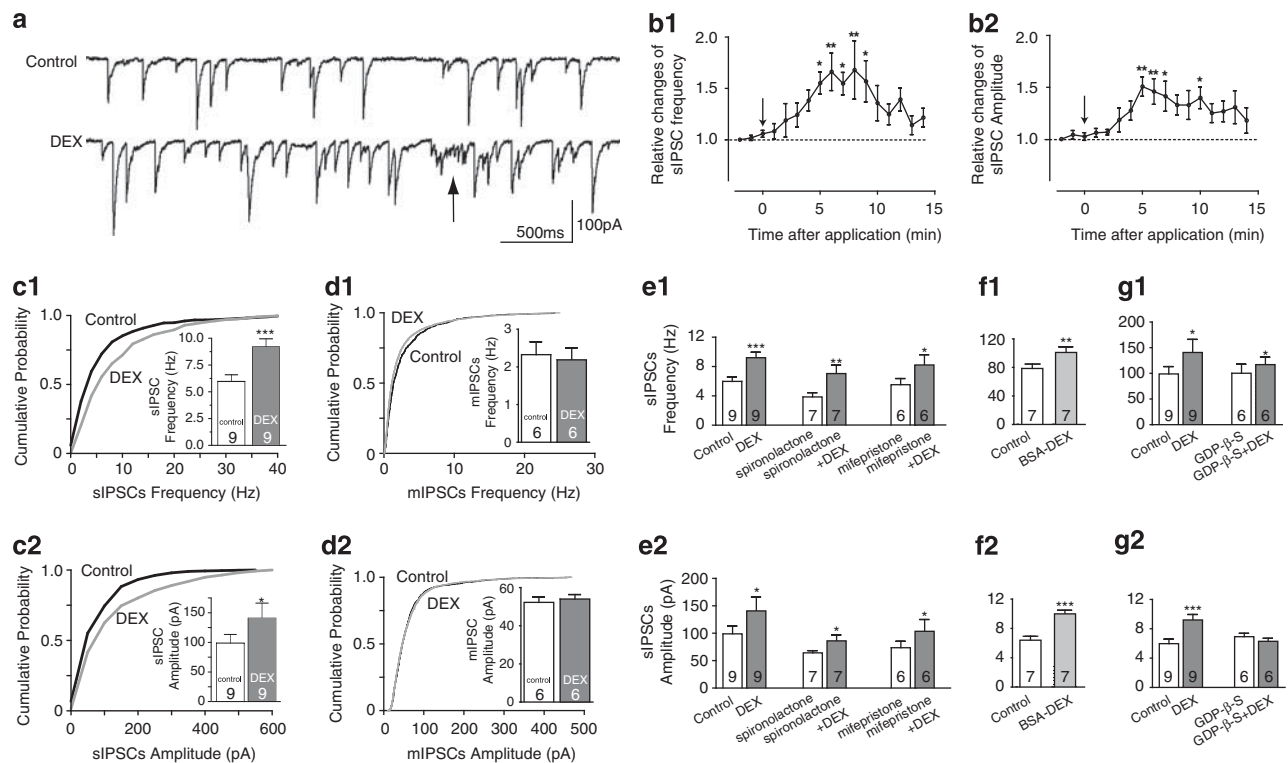 a
Control
DEX
500ms
100pA
b1
Relative changes of
sIPSC frequency
2.0
1.5
1.0
* ** * ** *
0 5 10 15
Time after application (min)
b2
Relative changes of
sIPSC Amplitude
2.0
1.5
1.0
** ** * *
0 5 10 15
Time after application (min)
c1
Cumulative Probability
1.0
0.5
0
Control
DEX
sIPSC
Frequency (Hz)
10.0
7.5
5.0
2.5
0.0
***
control
9
DEX
9
0 10 20 30 40
sIPSCs Frequency (Hz)
d1
Cumulative Probability
1.0
0.5
0
DEX
Control
mIPSCs
Frequency (Hz)
3
2
1
0
control
6
DEX
6
0 10 20 30
mIPSCs Frequency (Hz)
e1
sIPSCs
Frequency (Hz)
12
8
4
0
*** ** *
9 9 7 7 6 6
Control
DEX
spironolactone
spironolactone
+DEX
mifepristone
mifepristone
+DEX
f1
120
80
40
0
**
7 7
Control
BSA-DEX
g1
200
150
100
50
0
* *
9 9 6 6
Control
DEX
GDP-β-S
GDP-β-S+DEX
c2
Cumulative Probability
1.0
0.5
0
Control
DEX
sIPSC
Amplitude (pA)
150
100
50
0
*
control
9
DEX
9
0 200 400 600
sIPSCs Amplitude (pA)
d2
Cumulative Probability
1.0
0.5
0
Control
DEX
mIPSC
Amplitude (pA)
60
40
20
0
control
6
DEX
6
0 100 200 300 400 500
mIPSCs Amplitude (pA)
e2
sIPSCs
Amplitude (pA)
200
150
100
50
0
* * *
9 9 7 7 6 6
Control
DEX
spironolactone
spironolactone
+DEX
mifepristone
mifepristone
+DEX
f2
12
8
4
0
***
7 7
Control
BSA-DEX
g2
12
8
4
0
***
9 9 6 6
Control
DEX
GDP-β-S
GDP-β-S+DEX